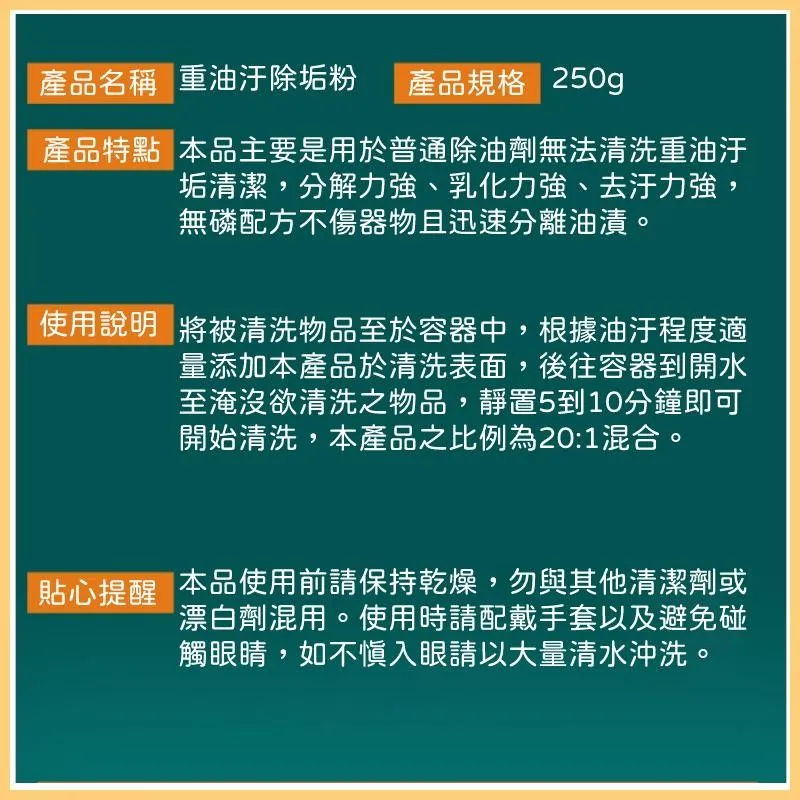 產品名稱 重油汙除垢粉 產品規格 250g
產品特點 本品主要是用於普通除油劑無法清洗重油汙
垢清潔，分解力強、乳化力強、去汙力強，
無磷配方不傷器物且迅速分離油漬。
使用說明 將被清洗物品至於容器中，根據油汙程度適
量添加本產品於清洗表面，後往容器到開水
至淹沒欲清洗之物品，靜置5到10分鐘即可
開始清洗，本產品之比例為20:1混合。
貼心提醒 本品使用前請保持乾燥，勿與其他清潔劑或
漂白劑混用。使用時請配戴手套以及避免碰
觸眼睛，如不慎入眼請以大量清水沖洗。